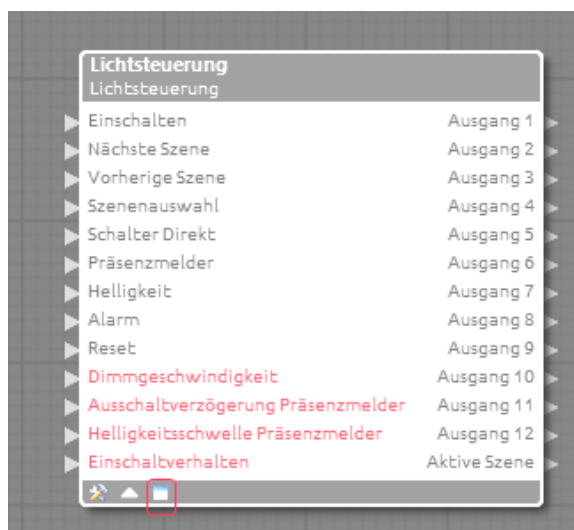 Lichtsteuerung
Lichtsteuerung
Einschalten Ausgang 1
Nächste Szene Ausgang 2
Vorherige Szene Ausgang 3
Szenenauswahl Ausgang 4
Schalter Direkt Ausgang 5
Präsenzmelder Ausgang 6
Helligkeit Ausgang 7
Alarm Ausgang 8
Reset Ausgang 9
Dimmgeschwindigkeit Ausgang 10
Ausschaltverzögerung Präsenzmelder Ausgang 11
Helligkeitsschwelle Präsenzmelder Ausgang 12
Einschaltverhalten Aktive Szene